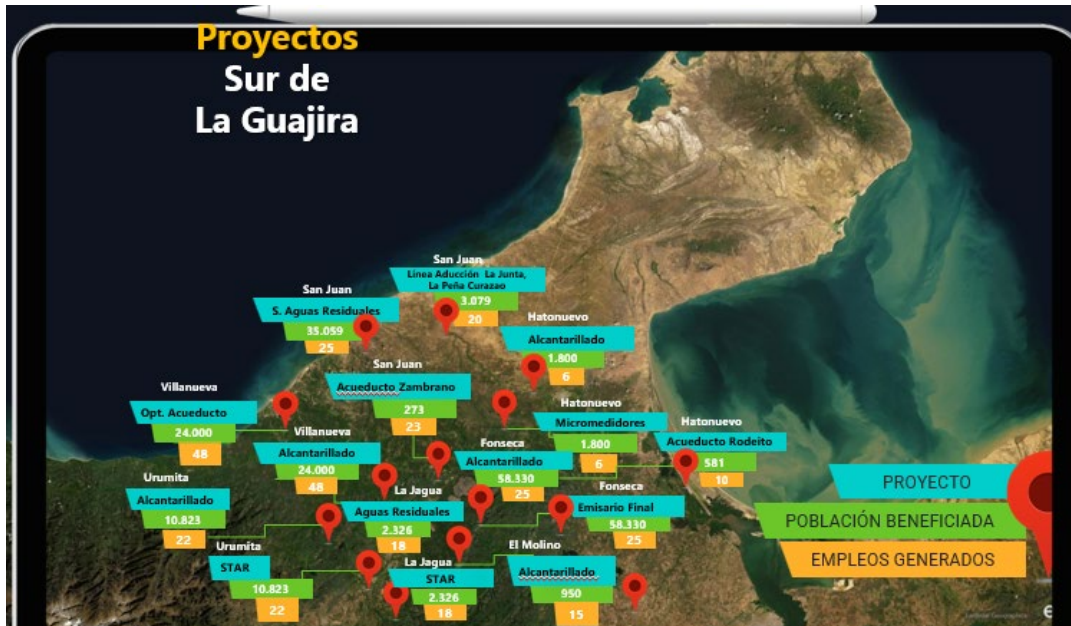 Proyectos
Sur de
La Guajira
San Juan
Linea Aducción La Junta,
La Peña Curazao
3.079
20
San Juan
S. Aguas Residuales
35.059
25
Hatonuevo
Alcantarillado
1.800
6
San Juan
Acueducto Zambrano
273
23
Villanueva
Opt. Acueducto
24.000
48
Hatonuevo
Micromedidores
1.800
6
Hatonuevo
Acueducto Rodeito
581
10
Villanueva
Alcantarillado
24.000
48
Fonseca
Alcantarillado
58.330
25
Urumita
Alcantarillado
10.823
22
La Jagua
Aguas Residuales
2.326
18
Fonseca
Emisario Final
58.330
25
Urumita
STAR
10.823
22
La Jagua
STAR
2.326
18
El Molino
Alcantarillado
950
15
PROYECTO
POBLACIÓN BENEFICIADA
EMPLEOS GENERADOS